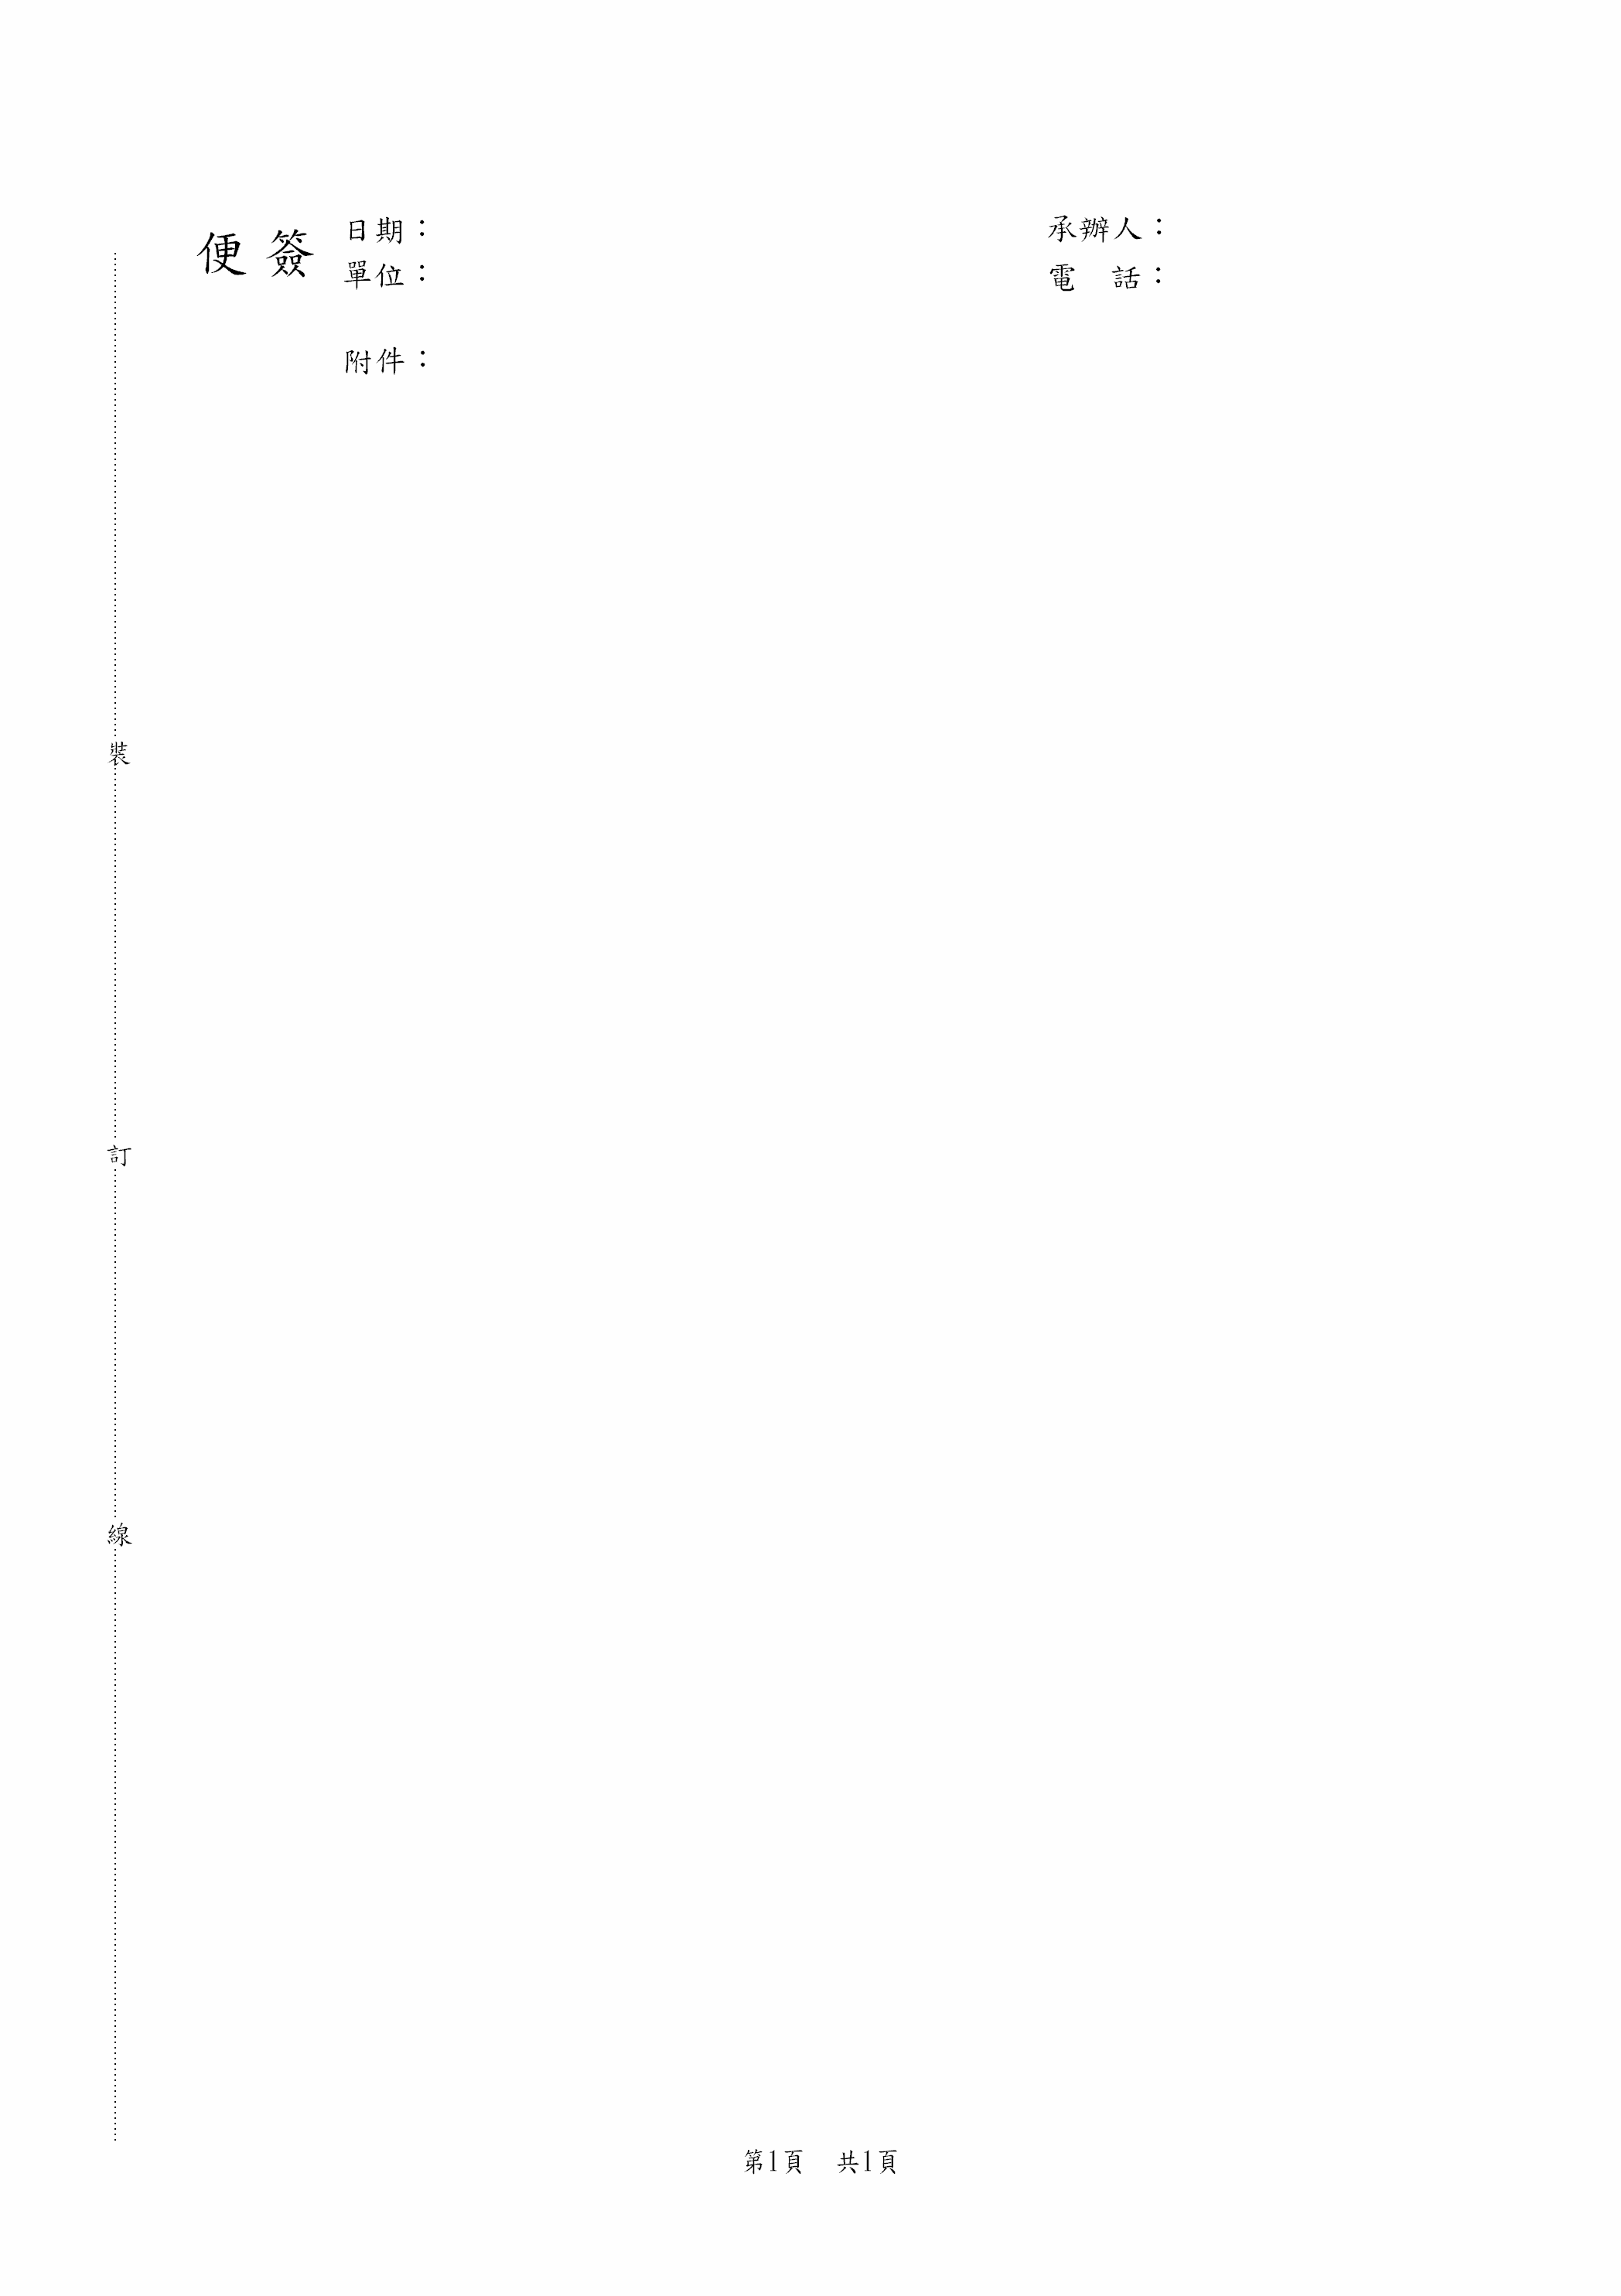 便簽
日期：
單位：
附件：
承辦人：
電　話：
裝
訂
線
第1頁　共1頁